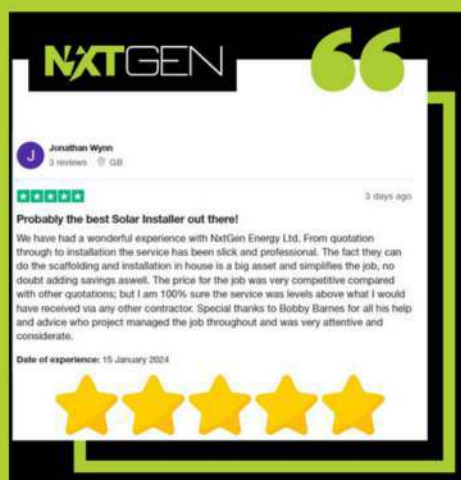 NXTGEN
J
Jonathan Wynn
3 reviews GB
3 days ago
Probably the best Solar Installer out there!
We have had a wonderful experience with NxtGen Energy Ltd. From quotation
through to installation the service has been slick and professional. The fact they can
do the scaffolding and installation in house is a big asset and simplifies the job, no
doubt adding savings aswell. The price for the job was very competitive compared
with other quotations; but I am 100% sure the service was levels above what I would
have received via any other contractor. Special thanks to Bobby Barnes for all his help
and advice who project managed the job throughout and was very attentive and
considerate.
Date of experience: 15 January 2024